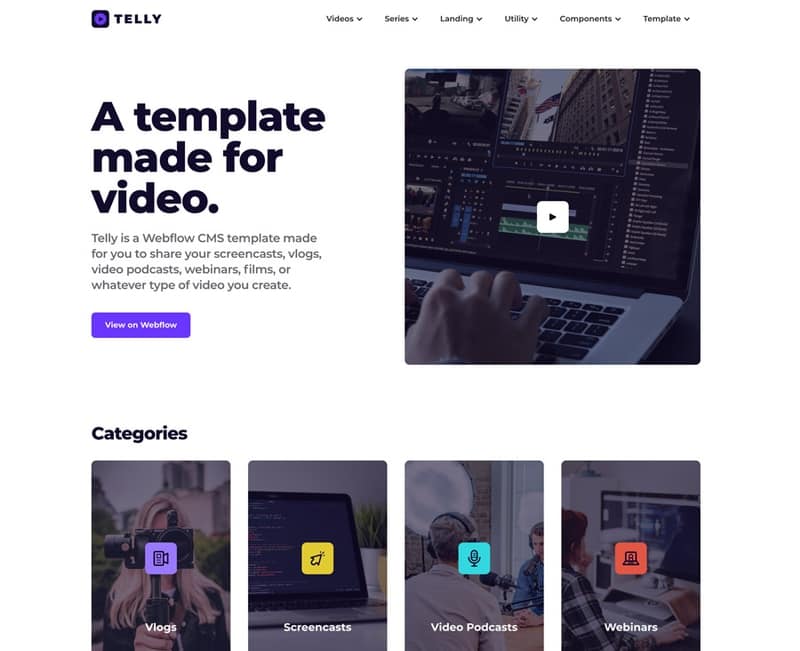 TELLY
Videos
Series
Landing
Utility
Components
Template
A template
made for
video.
Telly is a Webflow CMS template made
for you to share your screencasts, vlogs,
video podcasts, webinars, films, or
whatever type of video you create.
View on Webflow
Categories
Vlogs
Screencasts
Video Podcasts
Webinars